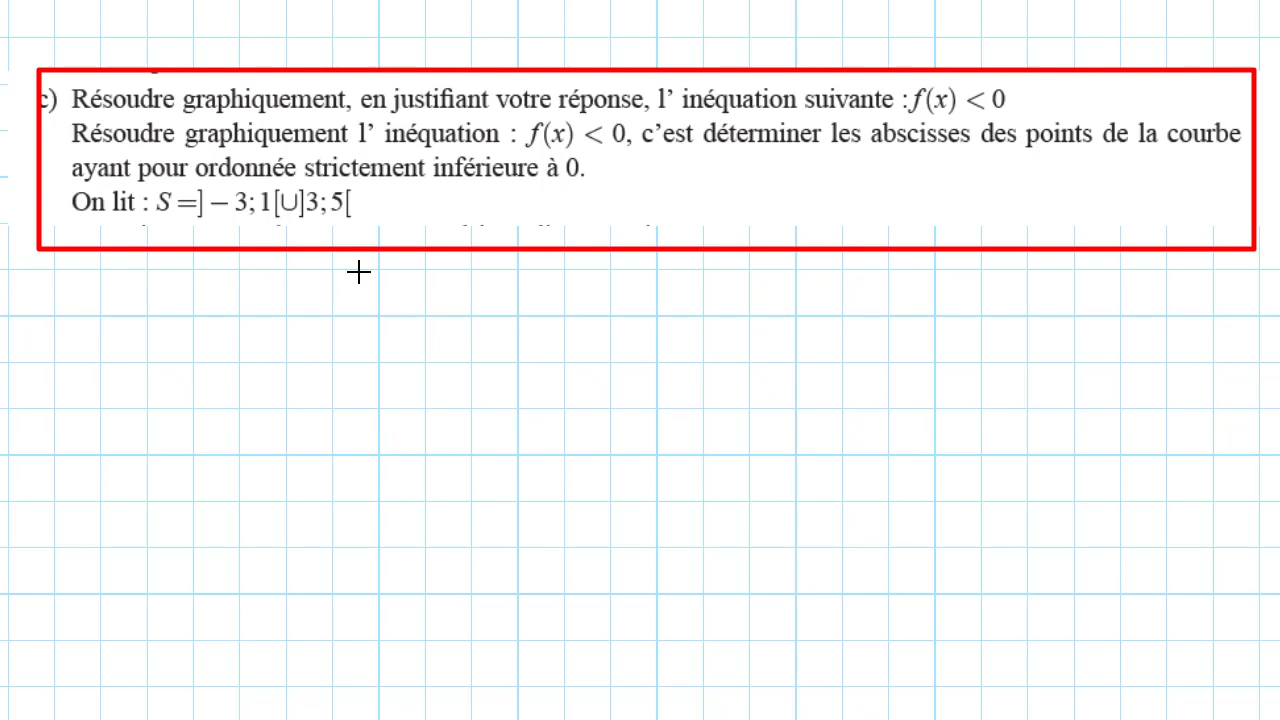 c) Résoudre graphiquement, en justifiant votre réponse, l’ inéquation suivante :f(x) < 0
Résoudre graphiquement l’ inéquation : f(x) < 0, c’est déterminer les abscisses des points de la courbe
ayant pour ordonnée strictement inférieure à 0.
On lit : S =] − 3; 1[∪]3; 5[